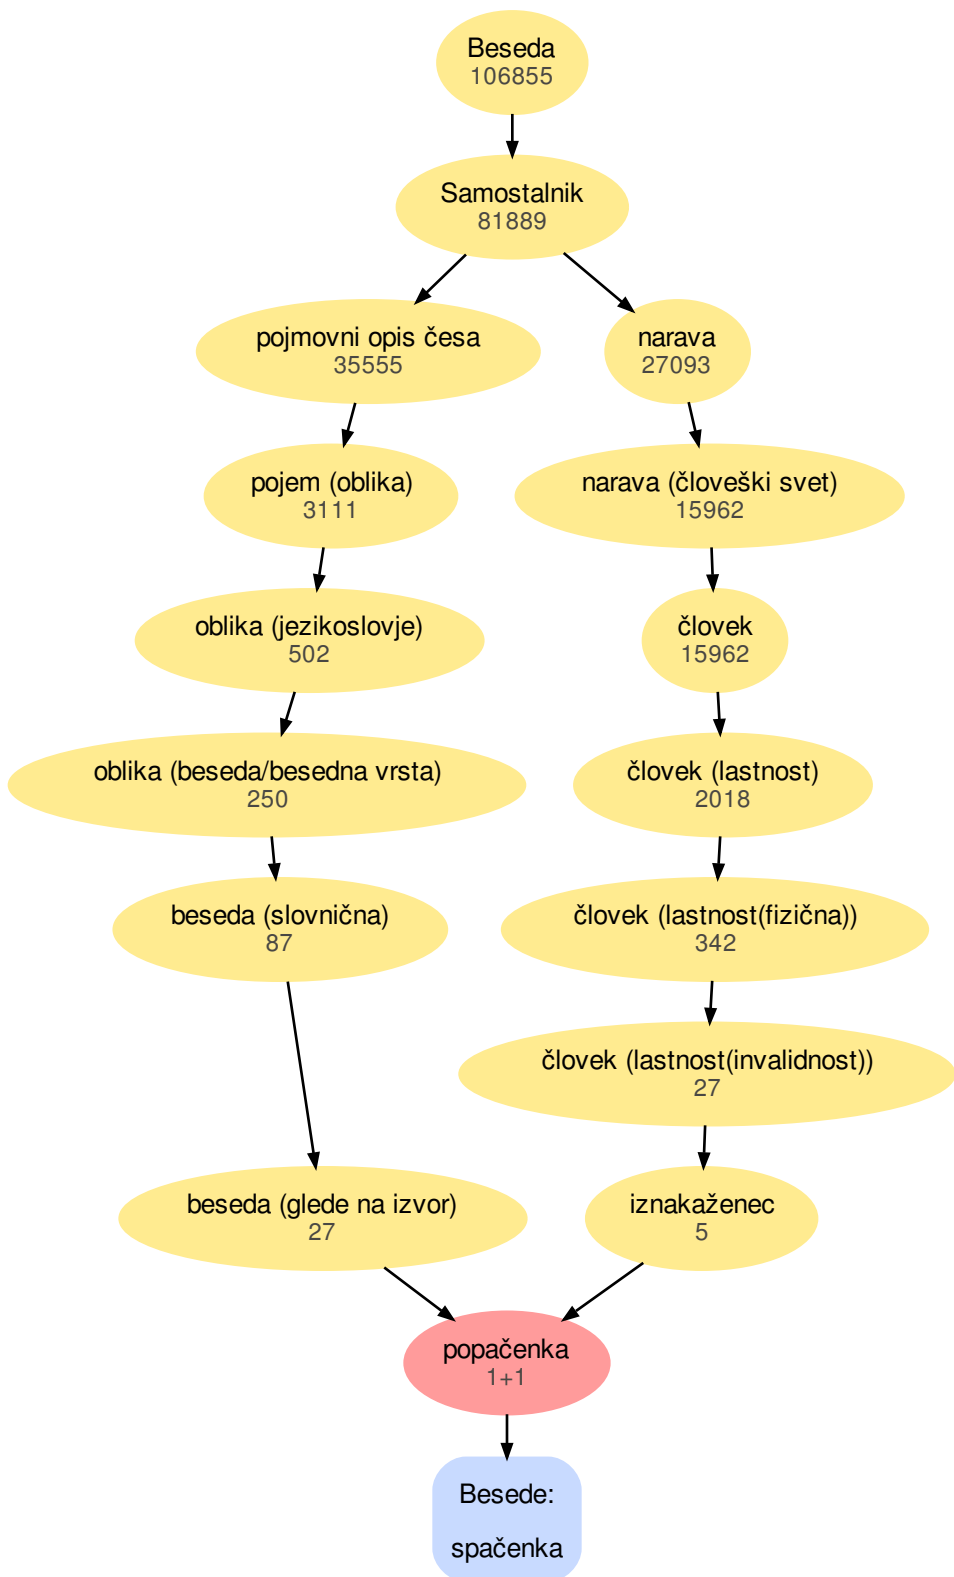 Beseda
106855
Samostalnik
81889
pojmovni opis česa
35555
narava
27093
pojem (oblika)
3111
narava (človeški svet)
15962
oblika (jezikoslovje)
502
človek
15962
oblika (beseda/besedna vrsta)
250
človek (lastnost)
2018
beseda (slovnična)
87
človek (lastnost(fizična))
342
človek (lastnost(invalidnost))
27
beseda (glede na izvor)
27
iznakaženec
5
popačenka
1+1
Besede:
spačenka